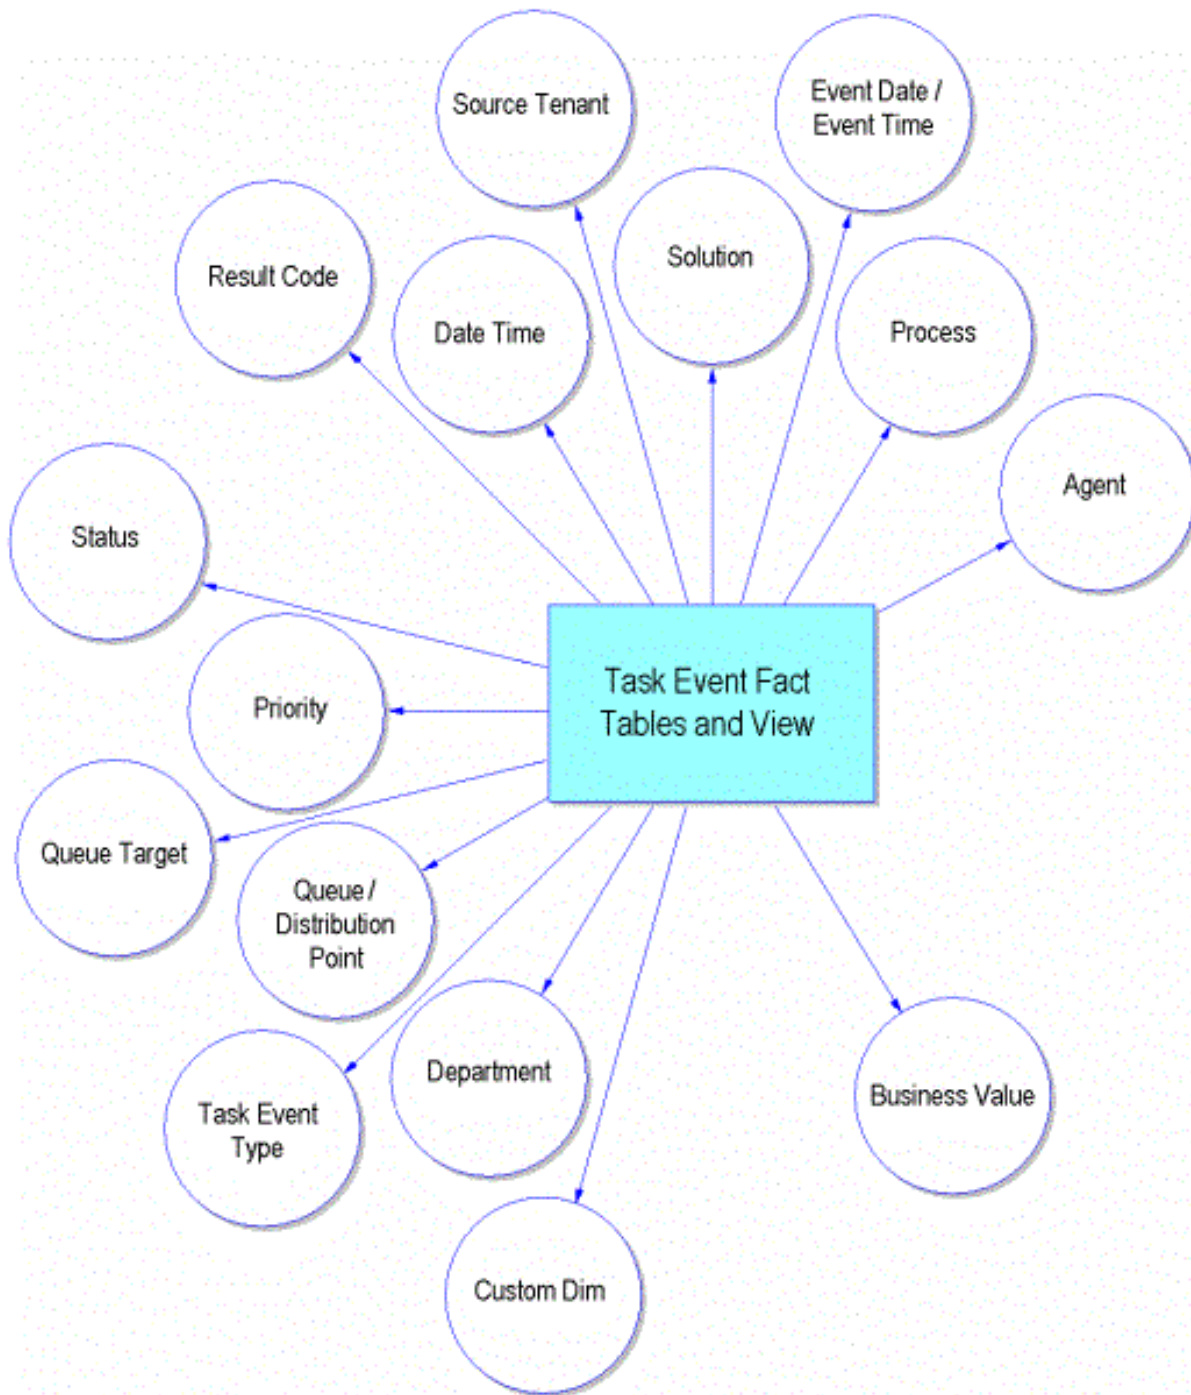 Source Tenant
Event Date /
Event Time
Solution
Result Code
Date Time
Process
Agent
Status
Task Event Fact
Tables and View
Priority
Queue Target
Queue /
Distribution
Point
Department
Business Value
Task Event
Type
Custom Dim